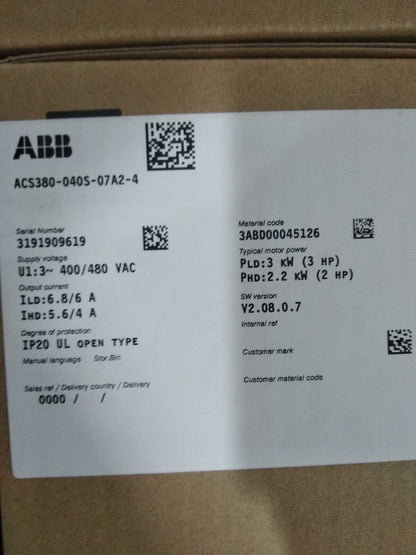 ABB
ACS380-040S-07A2-4
Serial Number
3191909619
Supply voltage
U1:3~ 400/480 VAC
Output current
ILD:6.8/6 A
IHD:5.6/4 A
Degree of protection
IP20 UL OPEN TYPE
Manual language Stor.Bin
Sales ref / Delivery country / Delivery
0000 / /
Material code
3ABD00045126
Typical motor power
PLD:3 KW (3 HP)
PHD:2.2 KW (2 HP)
SW version
V2.08.0.7
Internal ref
Customer mark
Customer material code